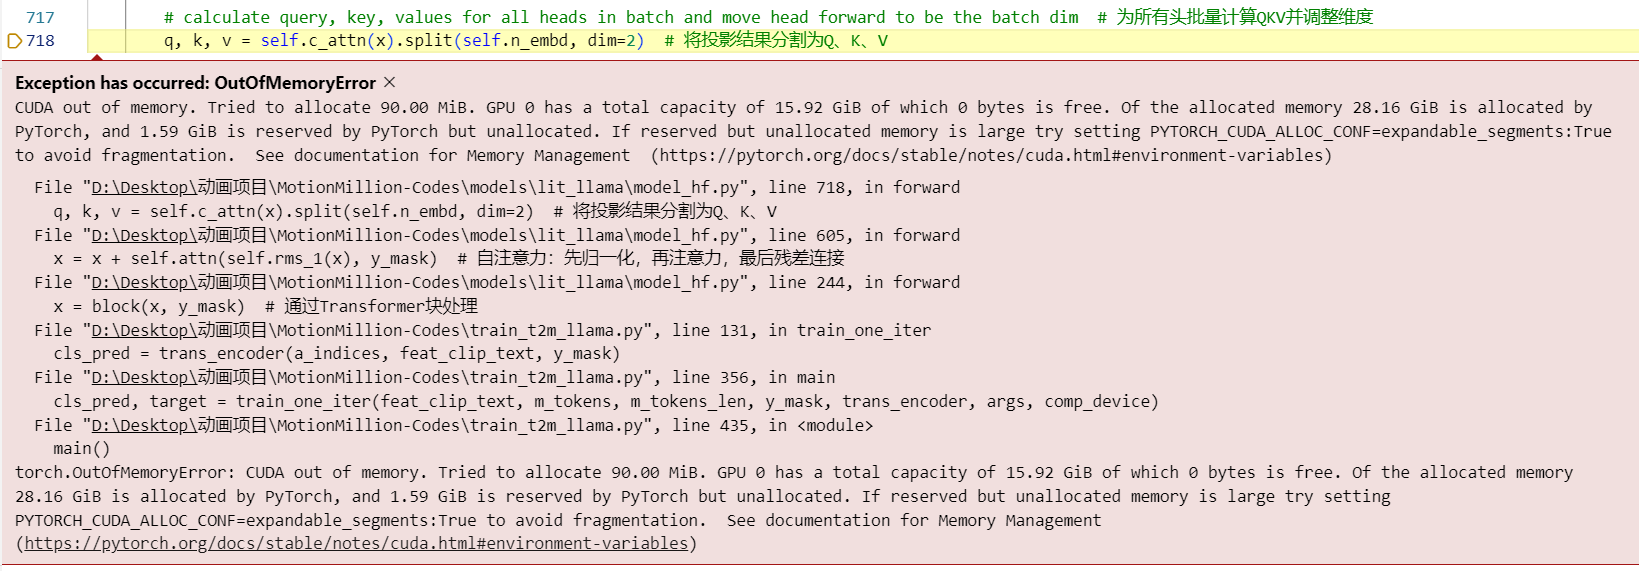 717 # calculate query, key, values for all heads in batch and move head forward to be the batch dim # 为所有头批量计算QKV并调整维度
718 q, k, v = self.c_attn(x).split(self.n_embd, dim=2) # 将投影结果分割为Q、K、V
Exception has occurred: OutOfMemoryError ×
CUDA out of memory. Tried to allocate 90.00 MiB. GPU 0 has a total capacity of 15.92 GiB of which 0 bytes is free. Of the allocated memory 28.16 GiB is allocated by
PyTorch, and 1.59 GiB is reserved by PyTorch but unallocated. If reserved but unallocated memory is large try setting PYTORCH_CUDA_ALLOC_CONF=expandable_segments:True
to avoid fragmentation.  See documentation for Memory Management  (https://pytorch.org/docs/stable/notes/cuda.html#environment-variables)
File "D:\Desktop\动画项目\MotionMillion-Codes\models\lit_llama\model_hf.py", line 718, in forward
q, k, v = self.c_attn(x).split(self.n_embd, dim=2)  # 将投影结果分割为Q、K、V
File "D:\Desktop\动画项目\MotionMillion-Codes\models\lit_llama\model_hf.py", line 605, in forward
x = x + self.attn(self.rms_1(x), y_mask)  # 自注意力：先归一化，再注意力，最后残差连接
File "D:\Desktop\动画项目\MotionMillion-Codes\models\lit_llama\model_hf.py", line 244, in forward
x = block(x, y_mask)  # 通过Transformer块处理
File "D:\Desktop\动画项目\MotionMillion-Codes\train_t2m_llama.py", line 131, in train_one_iter
cls_pred = trans_encoder(a_indices, feat_clip_text, y_mask)
File "D:\Desktop\动画项目\MotionMillion-Codes\train_t2m_llama.py", line 356, in main
cls_pred, target = train_one_iter(feat_clip_text, m_tokens, m_tokens_len, y_mask, trans_encoder, args, comp_device)
File "D:\Desktop\动画项目\MotionMillion-Codes\train_t2m_llama.py", line 435, in <module>
main()
torch.OutOfMemoryError: CUDA out of memory. Tried to allocate 90.00 MiB. GPU 0 has a total capacity of 15.92 GiB of which 0 bytes is free. Of the allocated memory
28.16 GiB is allocated by PyTorch, and 1.59 GiB is reserved by PyTorch but unallocated. If reserved but unallocated memory is large try setting
PYTORCH_CUDA_ALLOC_CONF=expandable_segments:True to avoid fragmentation.  See documentation for Memory Management
(https://pytorch.org/docs/stable/notes/cuda.html#environment-variables)